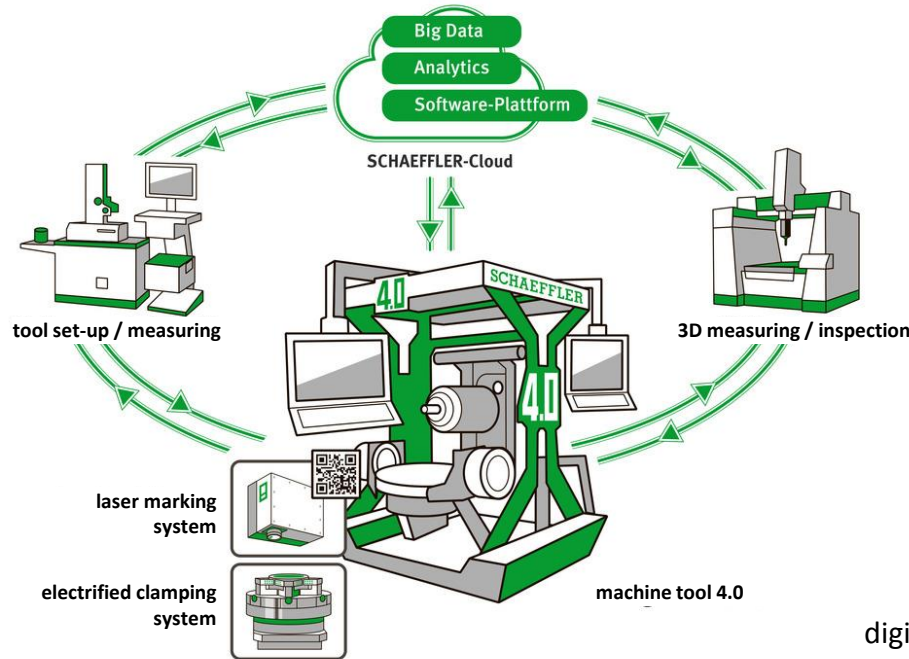 Big Data
Analytics
Software-Plattform
SCHAEFFLER-Cloud
4.0
SCHAEFFLER
tool set-up / measuring
3D measuring / inspection
4.0
laser marking
system
electrified clamping
system
machine tool 4.0
digi